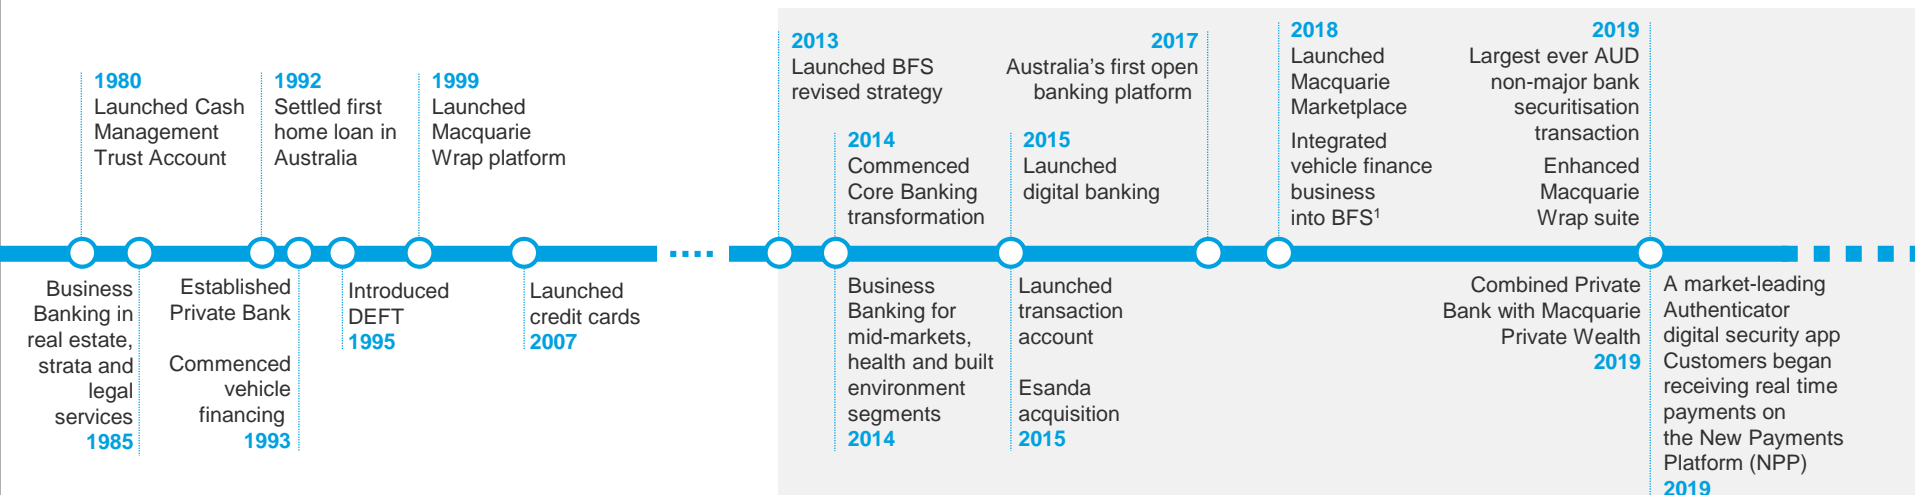 1980
Launched Cash
Management
Trust Account
1992
Settled first
home loan in
Australia
1999
Launched
Macquarie
Wrap platform
2013
Launched BFS
revised strategy
2014
Commenced
Core Banking
transformation
2017
Australia's first open
banking platform
2015
Launched
digital banking
2018
Launched
Macquarie
Marketplace
Integrated
vehicle finance
business
into BFS¹
2019
Largest ever AUD
non-major bank
securitisation
transaction
Enhanced
Macquarie
Wrap suite
Business
Banking in
real estate,
strata and
legal
services
1985
Established
Private Bank
Commenced
vehicle
financing
1993
Introduced
DEFT
1995
Launched
credit cards
2007
Business
Banking for
mid-markets,
health and built
environment
segments
2014
Launched
transaction
account
Esanda
acquisition
2015
Combined Private
Bank with Macquarie
Private Wealth
2019
A market-leading
Authenticator
digital security app
Customers began
receiving real time
payments on
the New Payments
Platform (NPP)
2019